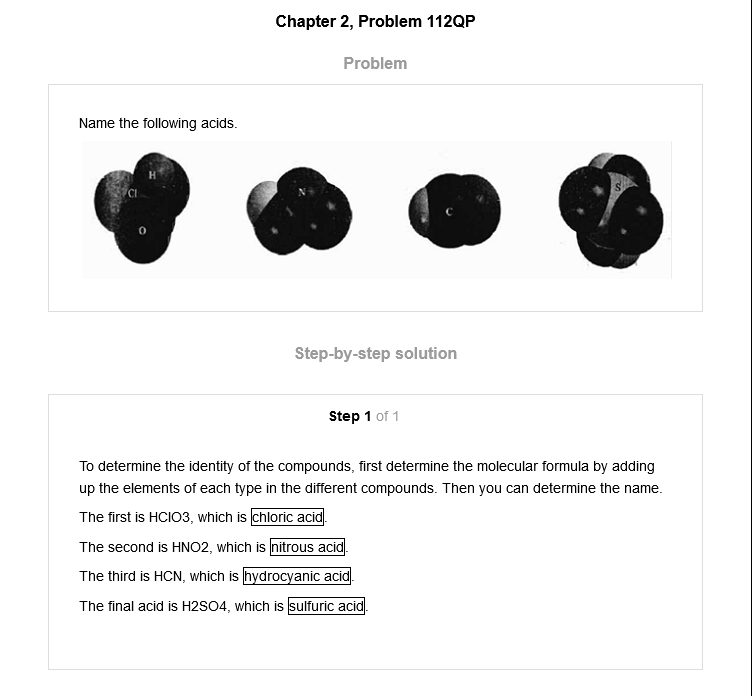 Chapter 2, Problem 112QP
Problem
Name the following acids.
H
Cl
O
N
C
S
Step-by-step solution
Step 1 of 1
To determine the identity of the compounds, first determine the molecular formula by adding
up the elements of each type in the different compounds. Then you can determine the name.
The first is HClO3, which is chloric acid.
The second is HNO2, which is nitrous acid.
The third is HCN, which is hydrocyanic acid.
The final acid is H2SO4, which is sulfuric acid.